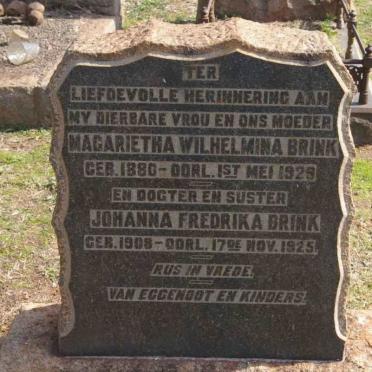 TER
LIEFDEVOLLE HERINNERING AAN
MY DIERBARE VROU EN ONS MOEDER
MAGARIETHA WILHELMINA BRINK
GEB. 1880 - OORL. 1ST MEI 1929
EN DOGTER EN SUSTER
JOHANNA FREDRIKA BRINK
GEB. 1908 - OORL. 17DE NOV. 1925.
RUS IN VREDE.
VAN EGGENOOT EN KINDERS.